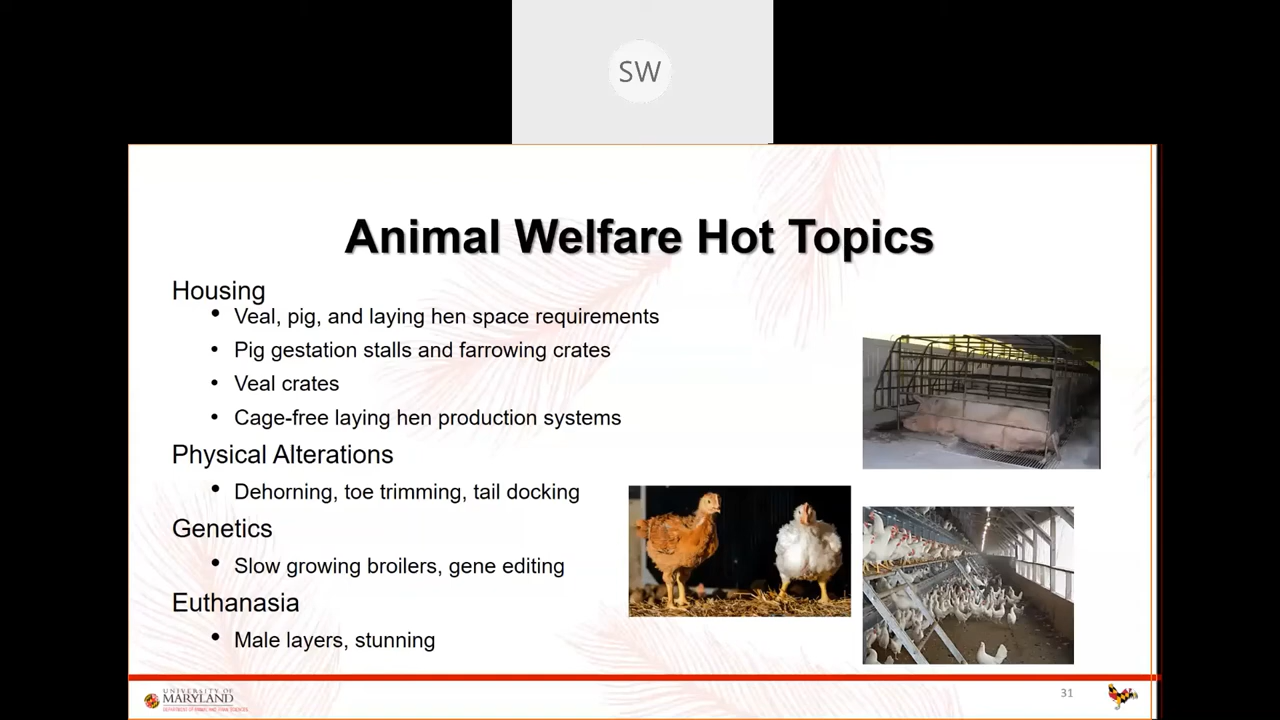 SW
Animal Welfare Hot Topics
Housing
• Veal, pig, and laying hen space requirements
• Pig gestation stalls and farrowing crates
• Veal crates
• Cage-free laying hen production systems
Physical Alterations
• Dehorning, toe trimming, tail docking
Genetics
• Slow growing broilers, gene editing
Euthanasia
• Male layers, stunning
UNIVERSITY OF
MARYLAND
31